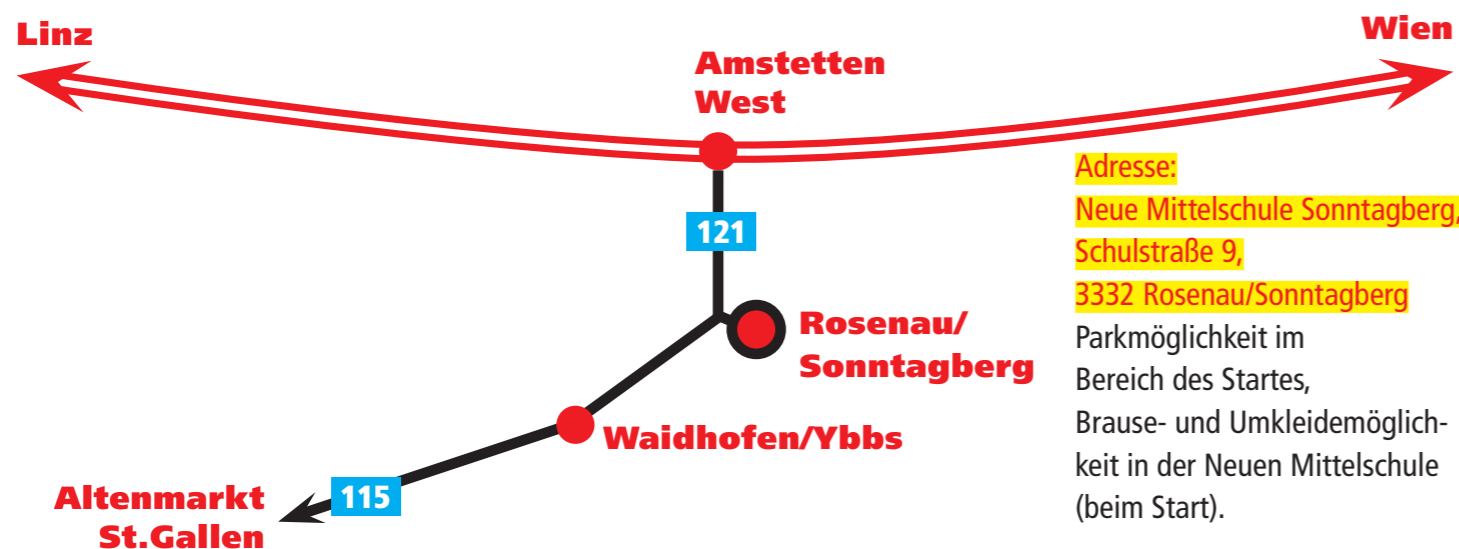 Linz
Wien
Amstetten
West
121
Rosenau/
Sonntagberg
Waidhofen/Ybbs
115
Altenmarkt
St.Gallen
Adresse:
Neue Mittelschule Sonntagberg,
Schulstraße 9,
3332 Rosenau/Sonntagberg
Parkmöglichkeit im
Bereich des Startes,
Brause- und Umkleidemöglich-
keit in der Neuen Mittelschule
(beim Start).